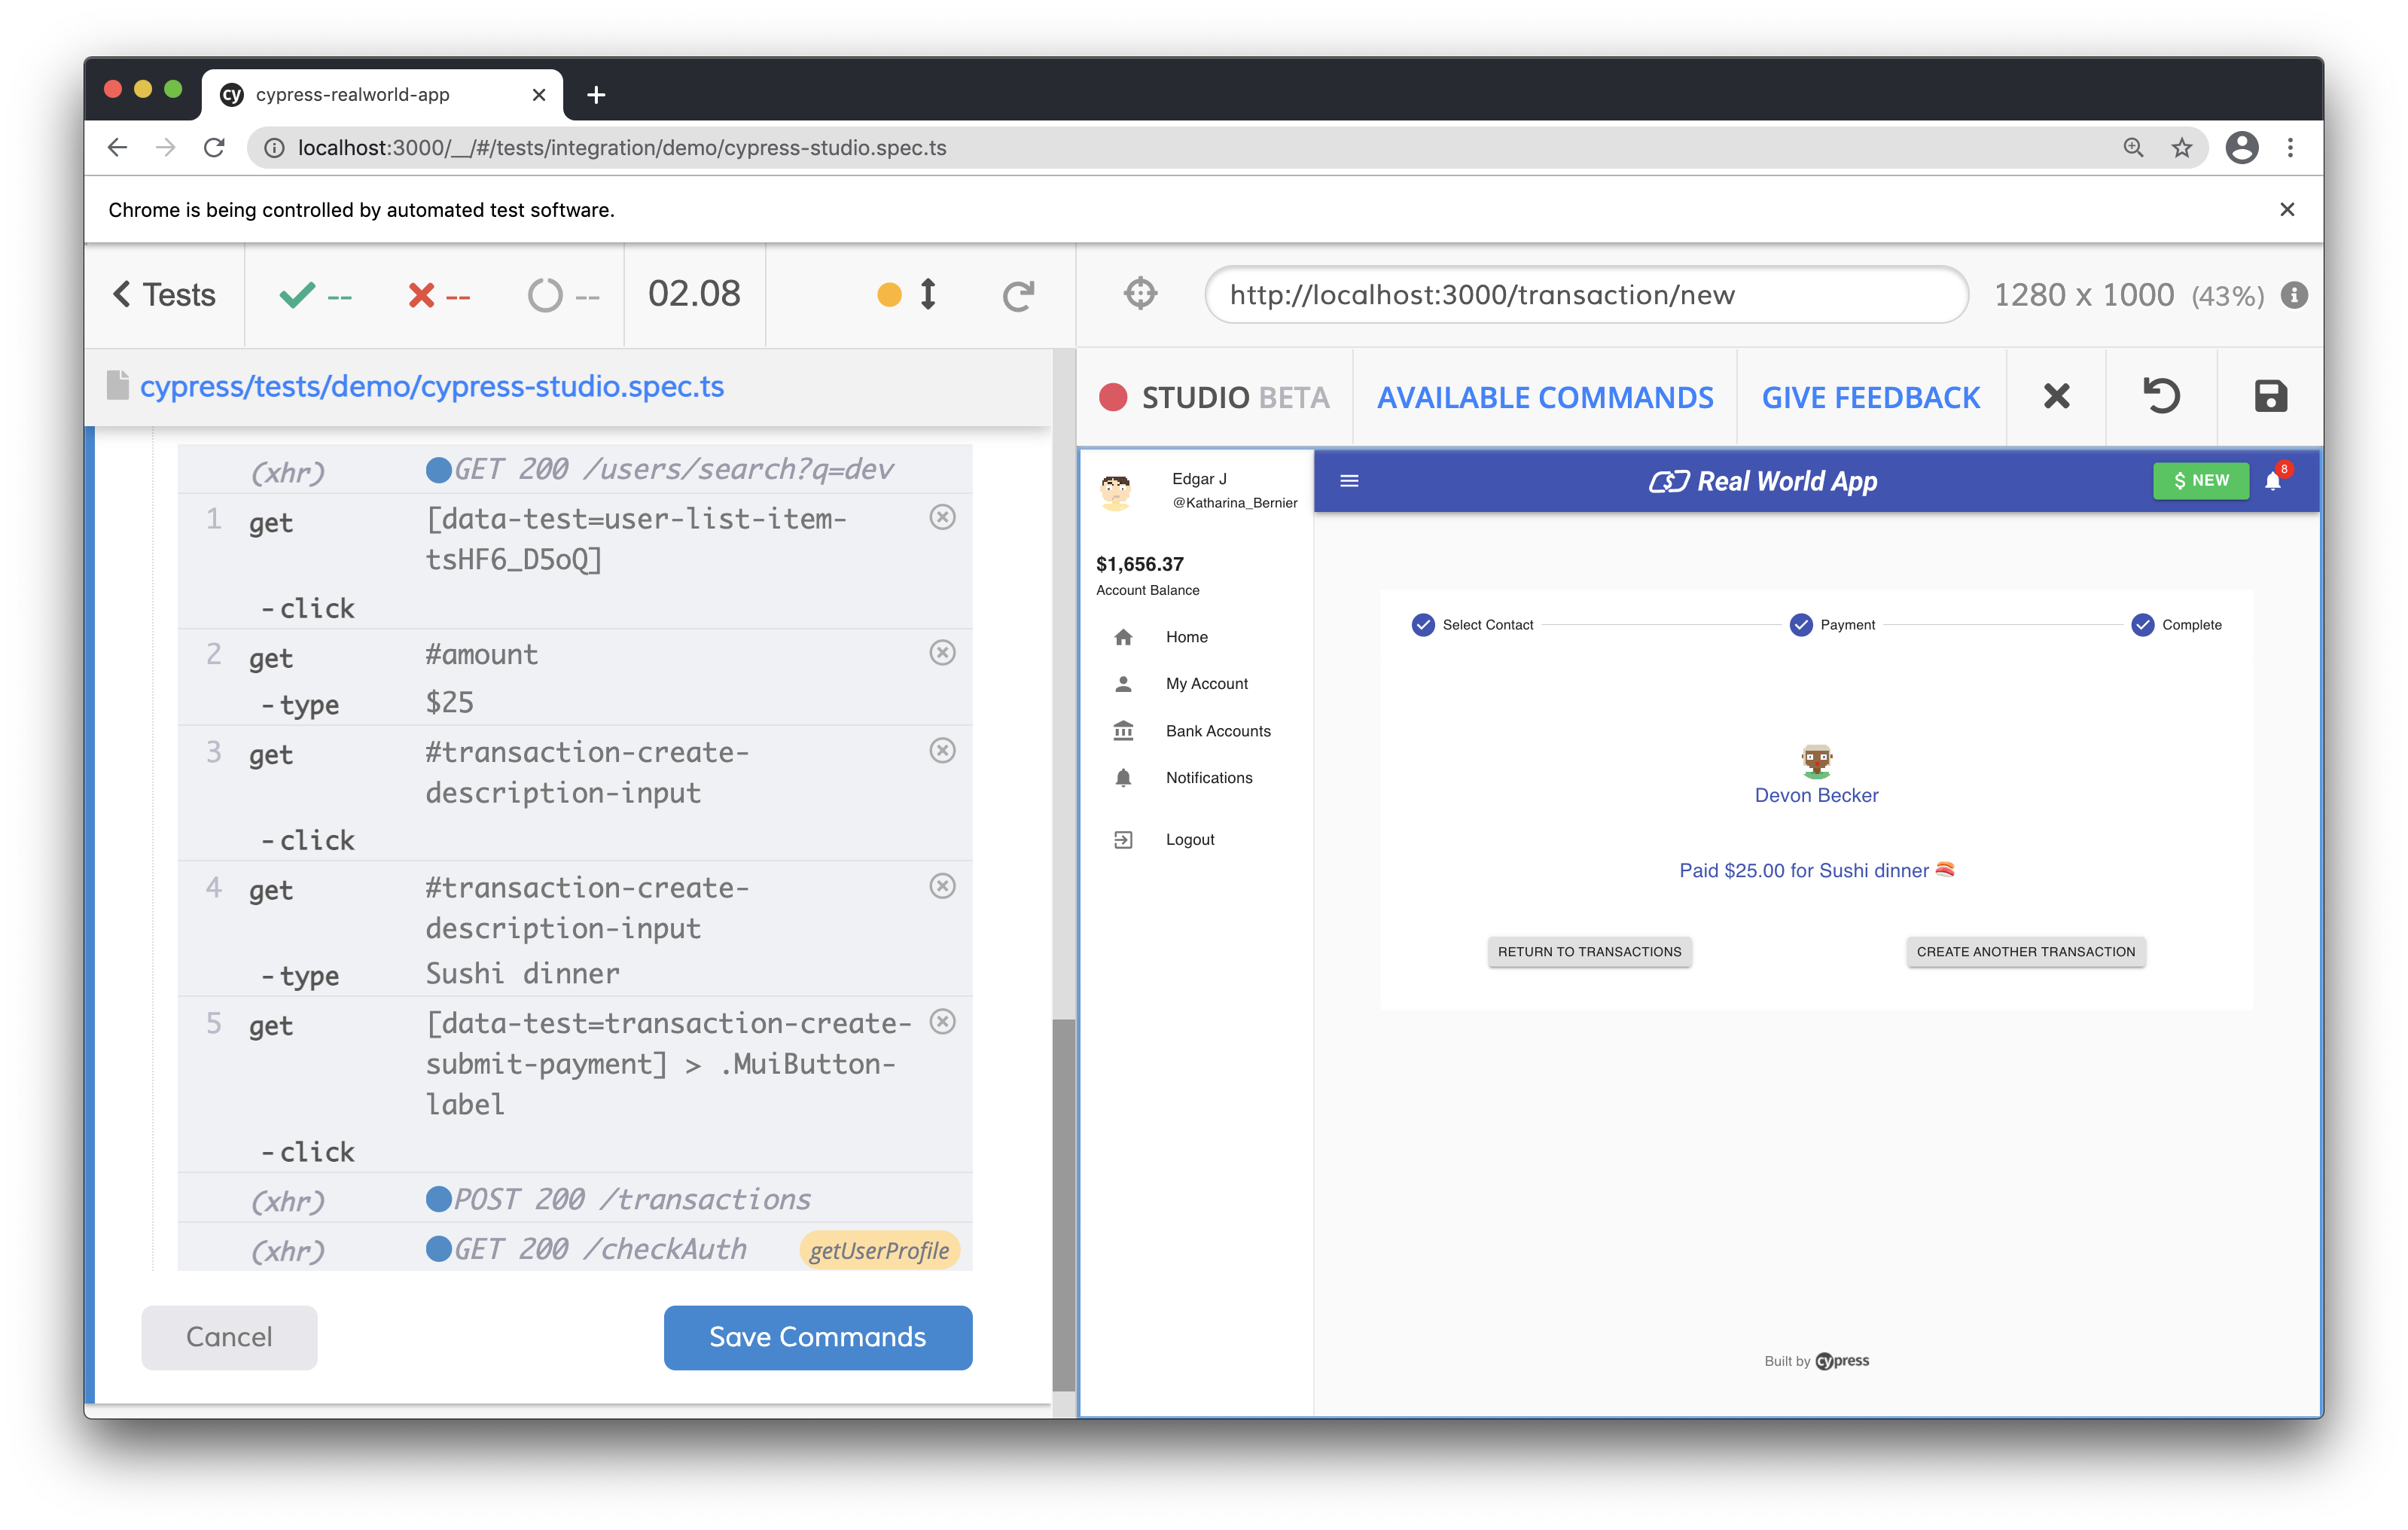 cy cypress-realworld-app
localhost:3000/__/#/tests/integration/demo/cypress-studio.spec.ts
Chrome is being controlled by automated test software.
Tests -- -- -- 02.08
http://localhost:3000/transaction/new
1280 x 1000 (43%)
cypress/tests/demo/cypress-studio.spec.ts
STUDIO BETA AVAILABLE COMMANDS GIVE FEEDBACK
(xhr) GET 200 /users/search?q=dev
1 get [data-test=user-list-item-
tsHF6_D5oQ]
-click
2 get #amount
-type $25
3 get #transaction-create-
description-input
-click
4 get #transaction-create-
description-input
-type Sushi dinner
5 get [data-test=transaction-create-
submit-payment] > .MuiButton-
label
-click
(xhr) POST 200 /transactions
(xhr) GET 200 /checkAuth getUserProfile
Cancel Save Commands
Edgar J
@Katharina_Bernier
$1,656.37
Account Balance
Home
My Account
Bank Accounts
Notifications
Logout
Real World App
$ NEW
8
Select Contact Payment Complete
Devon Becker
Paid $25.00 for Sushi dinner 🍣
RETURN TO TRANSACTIONS CREATE ANOTHER TRANSACTION
Built by cypress